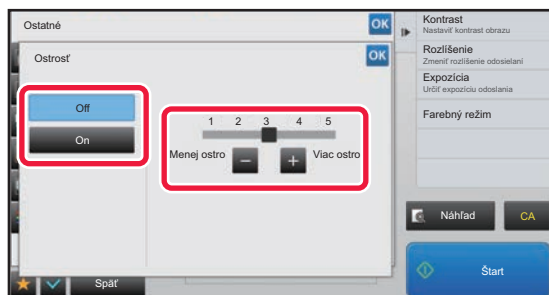 Ostatné
OK
Ostrosť
OK
Off
On
1 2 3 4 5
Menej ostro
Viac ostro
Späť
Kontrast
Nastaviť kontrast obrazu
Rozlíšenie
Zmeniť rozlíšenie odosielaní
Expozícia
Určiť expozíciu odoslania
Farebný režim
Náhľad
CA
Štart